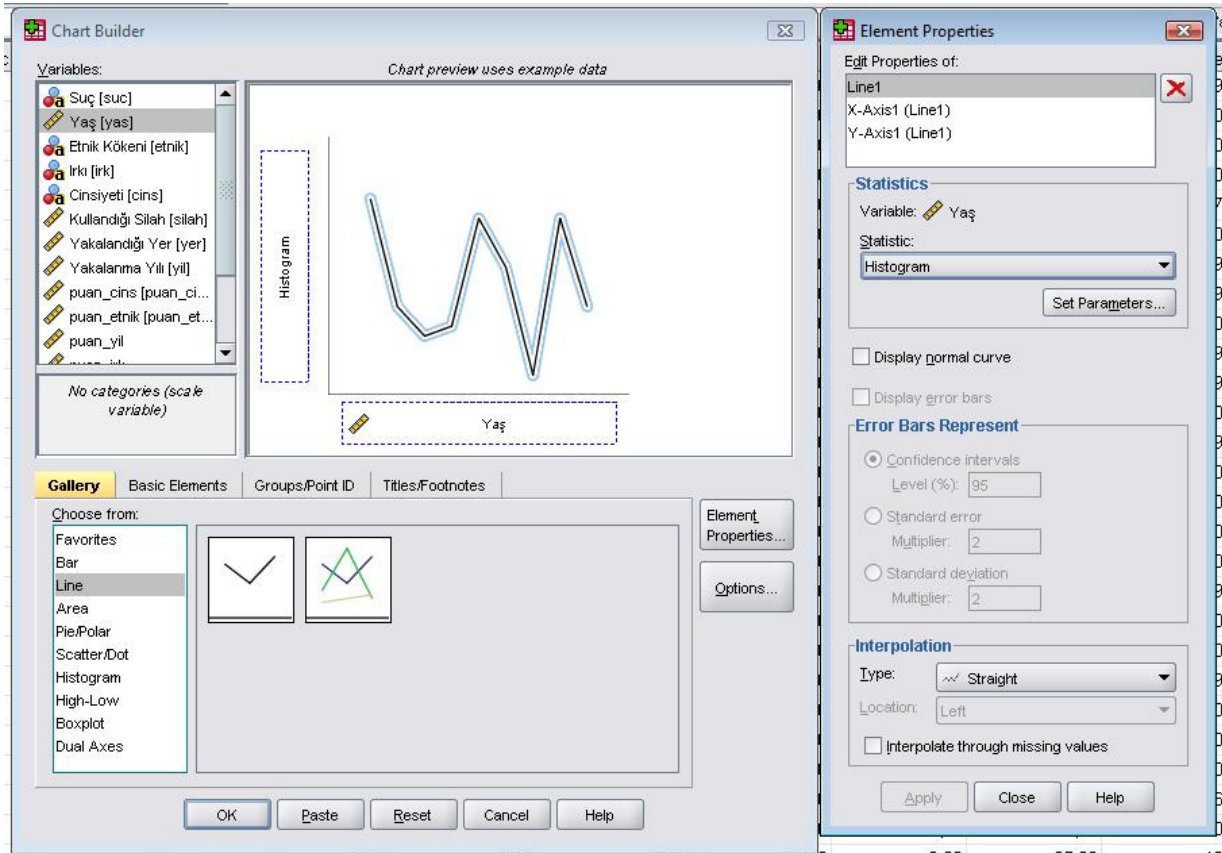 Chart Builder
Variables:
Chart preview uses example data
Suç [suc]
Yaş [yas]
Etnik Kökeni [etnik]
Irkı [irk]
Cinsiyeti [cins]
Kullandığı Silah [silah]
Yakalandığı Yer [yer]
Yakalanma Yılı [yil]
puan_cins [puan_ci...
puan_etnik [puan_et...
puan_yil
No categories (scale
variable)
Histogram
Yaş
Gallery
Basic Elements
Groups/Point ID
Titles/Footnotes
Choose from:
Favorites
Bar
Line
Area
Pie/Polar
Scatter/Dot
Histogram
High-Low
Boxplot
Dual Axes
Element
Properties...
Options...
OK
Paste
Reset
Cancel
Help
Element Properties
Edit Properties of:
Line1
X-Axis1 (Line1)
Y-Axis1 (Line1)
Statistics
Variable: Yaş
Statistic:
Histogram
Set Parameters...
Display normal curve
Display error bars
Error Bars Represent
Confidence intervals
Level (%): 95
Standard error
Multiplier: 2
Standard deviation
Multiplier: 2
Interpolation
Type: Straight
Location: Left
Interpolate through missing values
Apply
Close
Help